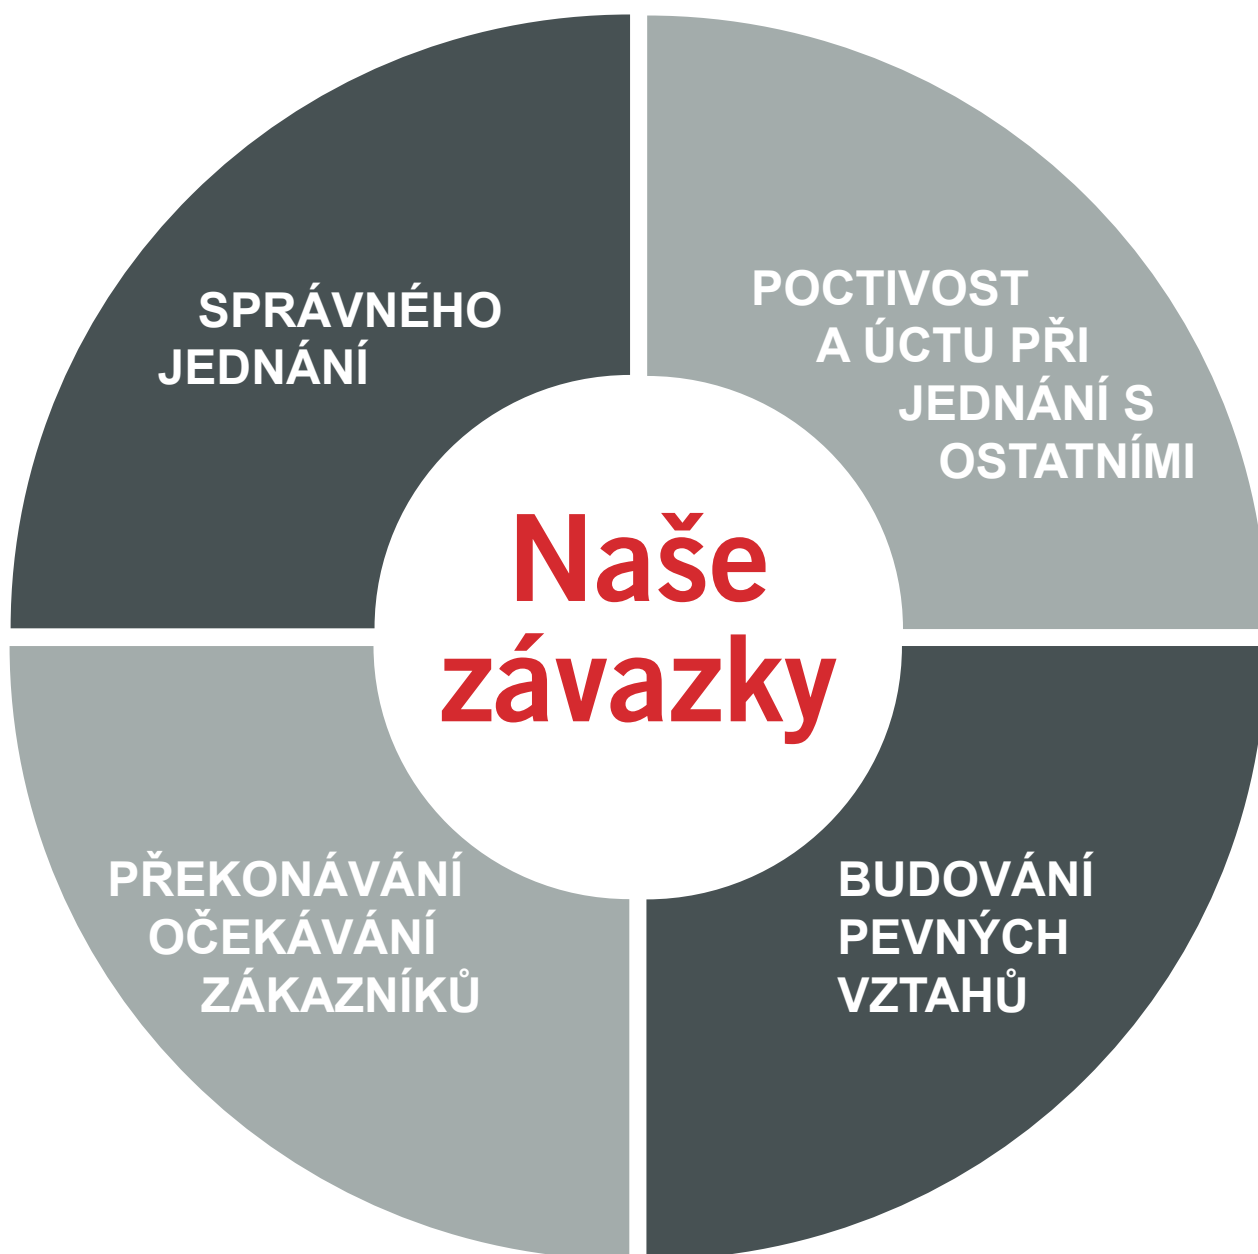 SPRÁVNÉHO
JEDNÁNÍ
POCTIVOST
A ÚCTU PŘI
JEDNÁNÍ S
OSTATNÍMI
Naše
závazky
PŘEKONÁVÁNÍ
OČEKÁVÁNÍ
ZÁKAZNÍKŮ
BUDOVÁNÍ
PEVNÝCH
VZTAHŮ